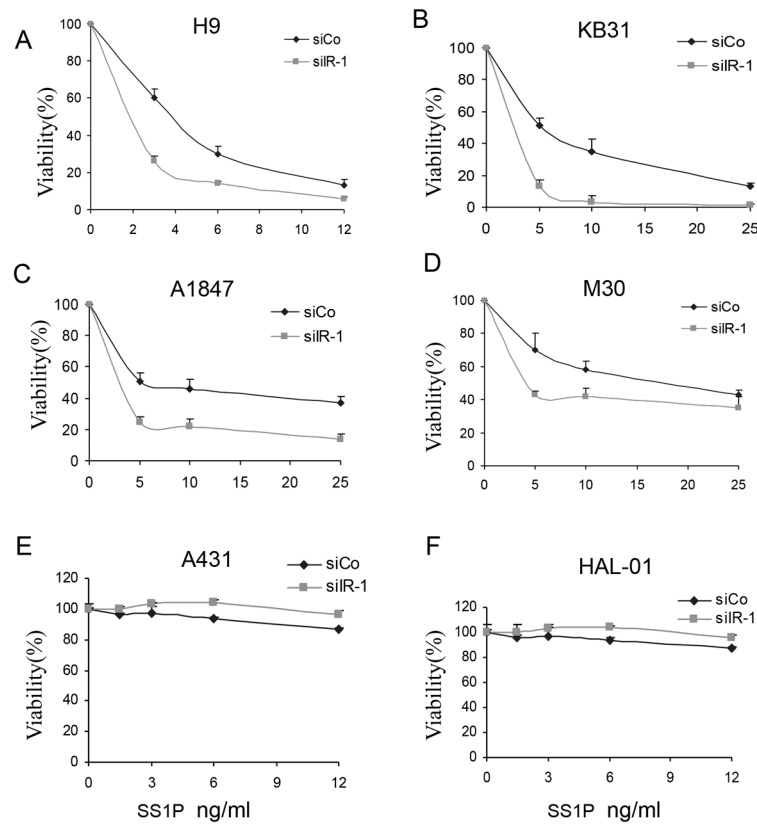 A
H9
siCo
siIR-1
Viability(%)
100
80
60
40
20
0
0 2 4 6 8 10 12
B
KB31
siCo
siIR-1
Viability(%)
100
80
60
40
20
0
0 5 10 15 20 25
C
A1847
siCo
siIR-1
Viability(%)
100
80
60
40
20
0
0 5 10 15 20 25
D
M30
siCo
siIR-1
Viability(%)
100
80
60
40
20
0
0 5 10 15 20 25
E
A431
siCo
siIR-1
Viability(%)
120
100
80
60
40
20
0
0 3 6 9 12
SS1P ng/ml
F
HAL-01
siCo
siIR-1
Viability(%)
120
100
80
60
40
20
0
0 3 6 9 12
SS1P ng/ml